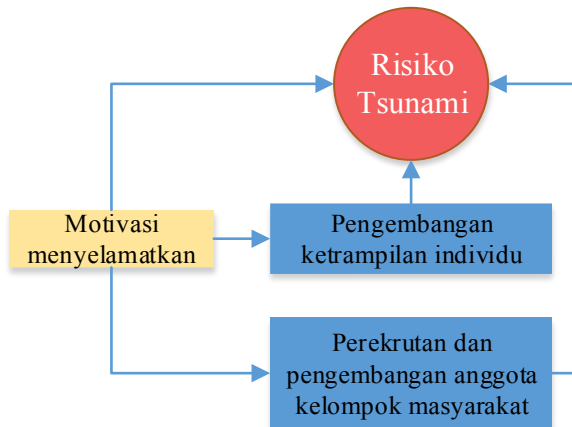 Risiko
Tsunami
Motivasi
menyelamatkan
Pengembangan
ketrampilan individu
Perekrutan dan
pengembangan anggota
kelompok masyarakat